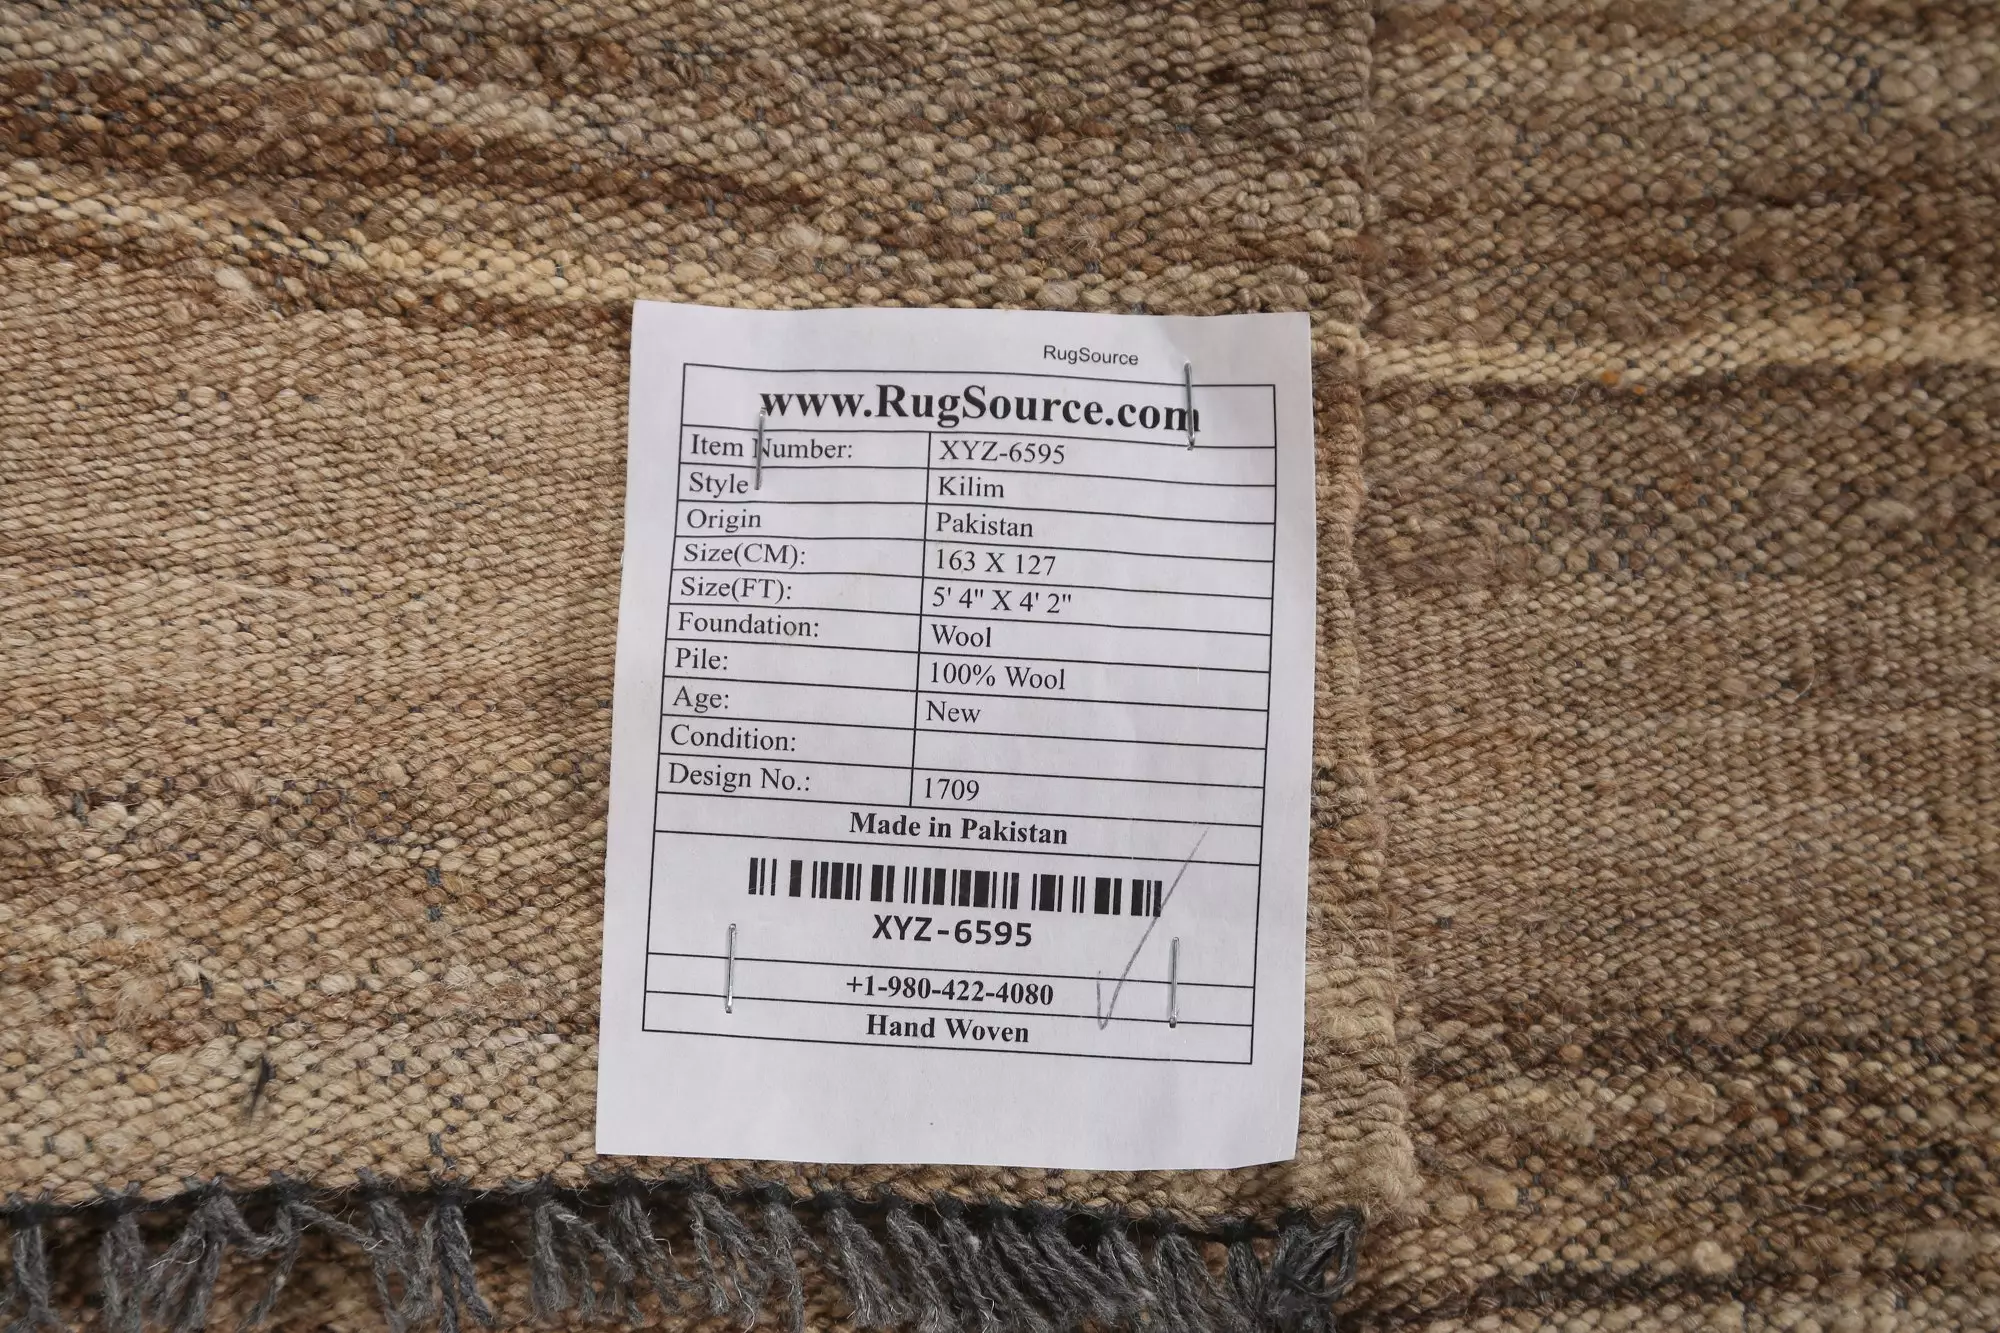 RugSource
www.RugSource.com
Item Number: XYZ-6595
Style Kilim
Origin Pakistan
Size(CM): 163 X 127
Size(FT): 5' 4" X 4' 2"
Foundation: Wool
Pile: 100% Wool
Age: New
Condition:
Design No.: 1709
Made in Pakistan
XYZ-6595
+1-980-422-4080
Hand Woven